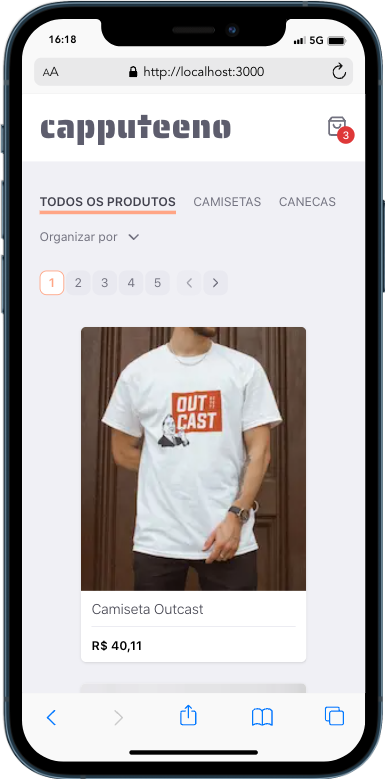 16:18
5G
AA http://localhost:3000
capputeeno
3
TODOS OS PRODUTOS CAMISETAS CANECAS
Organizar por
1 2 3 4 5
OUT
CAST
Camiseta Outcast
R$ 40,11